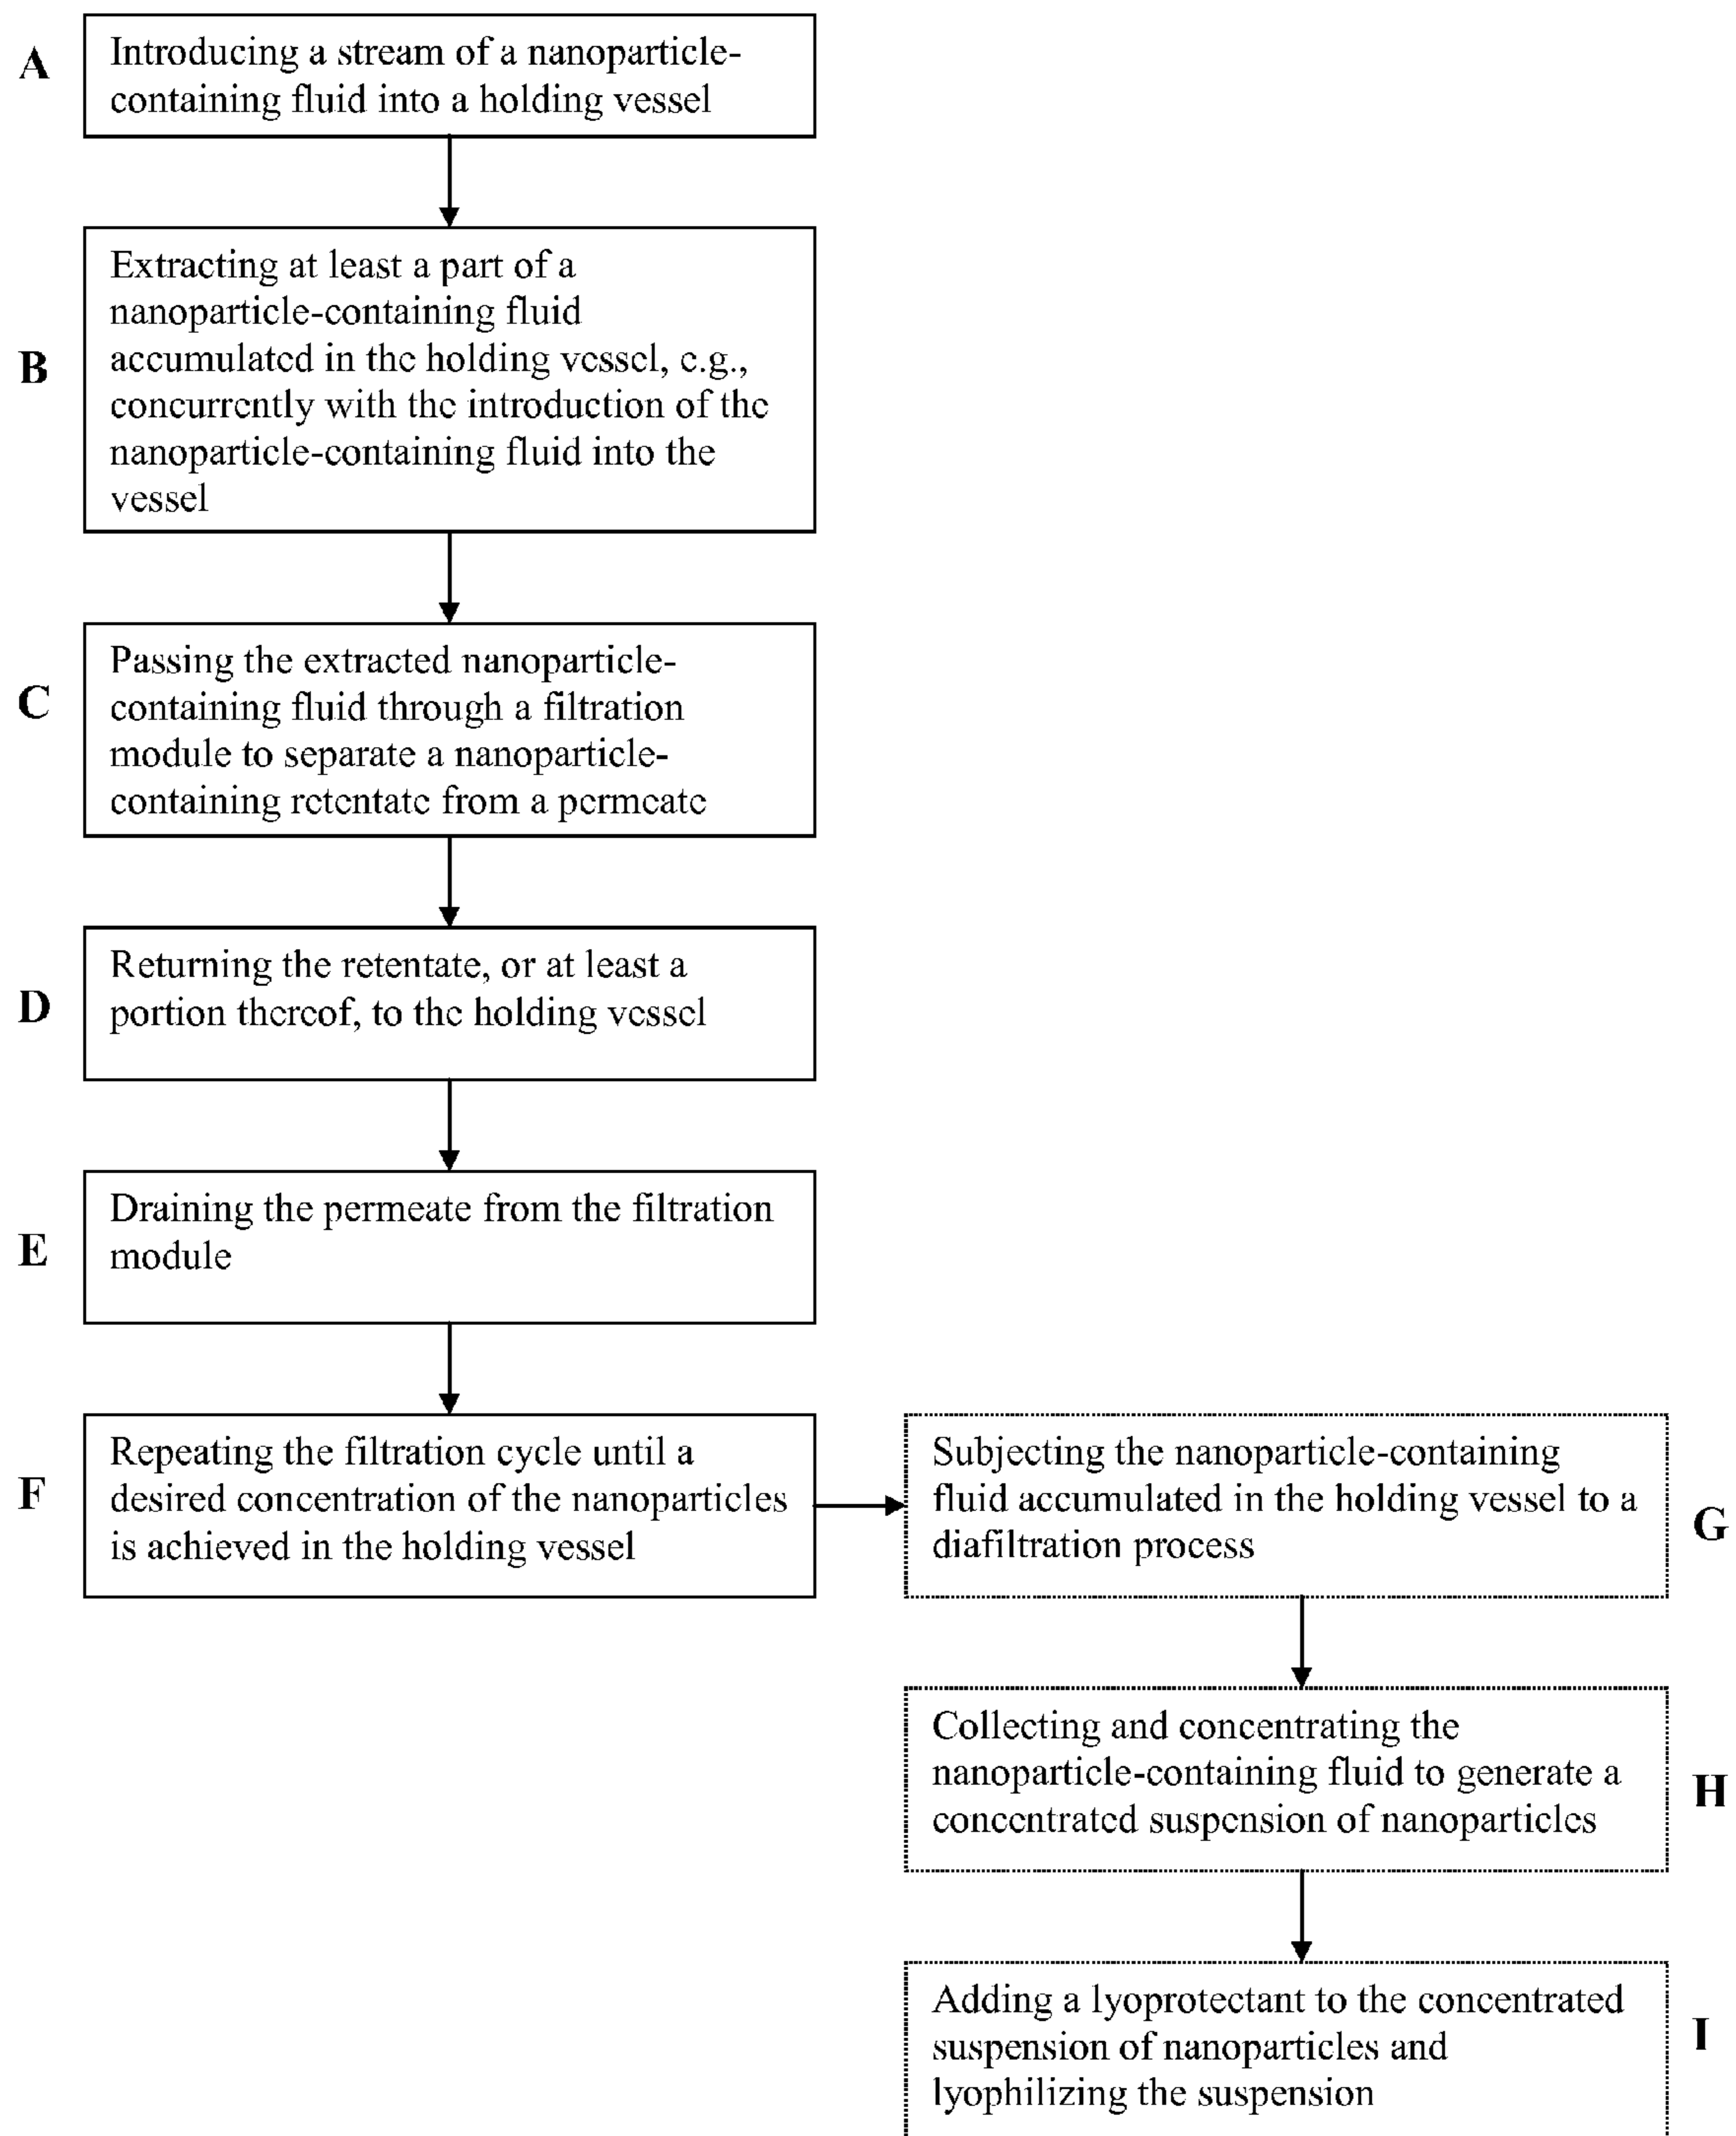 A
Introducing a stream of a nanoparticle-
containing fluid into a holding vessel
B
Extracting at least a part of a
nanoparticle-containing fluid
accumulated in the holding vessel, e.g.,
concurrently with the introduction of the
nanoparticle-containing fluid into the
vessel
C
Passing the extracted nanoparticle-
containing fluid through a filtration
module to separate a nanoparticle-
containing retentate from a permeate
D
Returning the retentate, or at least a
portion thereof, to the holding vessel
E
Draining the permeate from the filtration
module
F
Repeating the filtration cycle until a
desired concentration of the nanoparticles
is achieved in the holding vessel
Subjecting the nanoparticle-containing
fluid accumulated in the holding vessel to a
diafiltration process
G
Collecting and concentrating the
nanoparticle-containing fluid to generate a
concentrated suspension of nanoparticles
H
Adding a lyoprotectant to the concentrated
suspension of nanoparticles and
lyophilizing the suspension
I